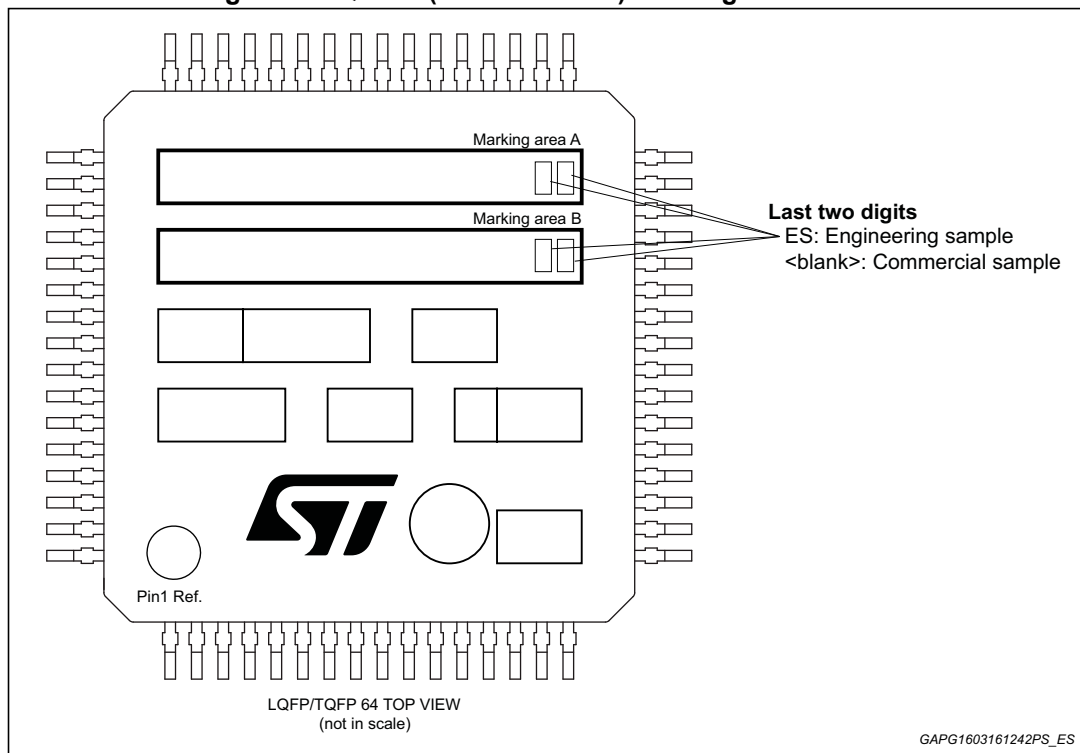 Marking area A
Marking area B
Last two digits
ES: Engineering sample
<blank>: Commercial sample
ST
Pin1 Ref.
LQFP/TQFP 64 TOP VIEW
(not in scale)
GAPG1603161242PS_ES